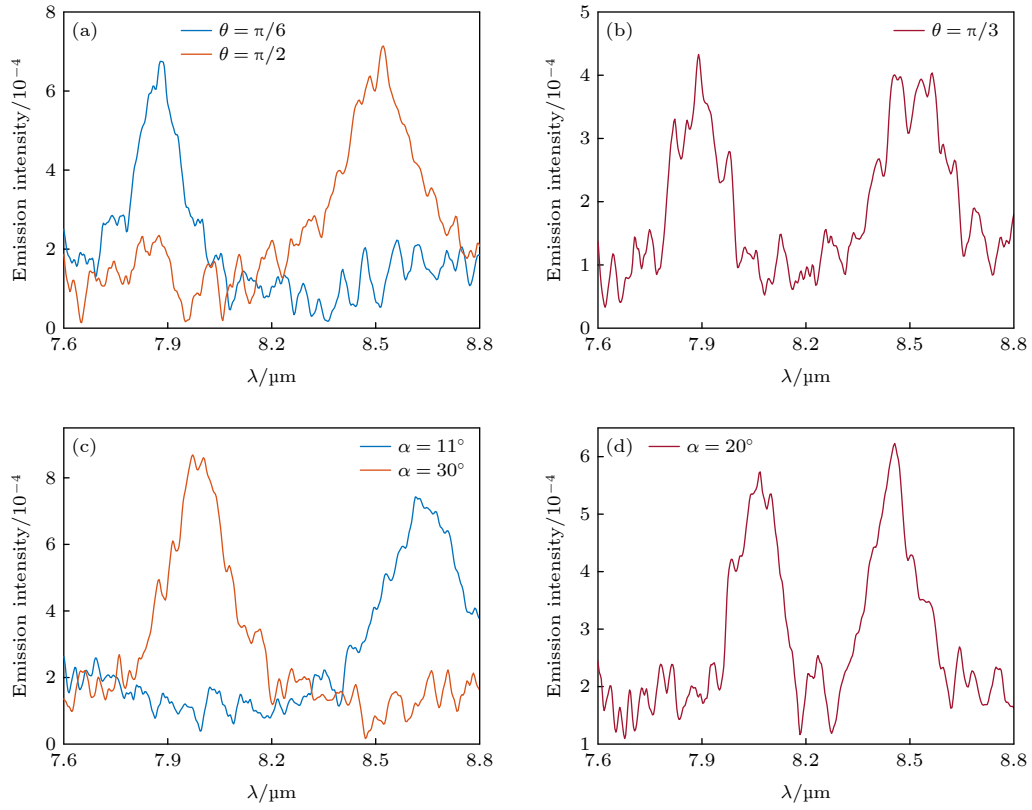 (a)
θ = π/6
θ = π/2
Emission intensity/10⁻⁴
8
6
4
2
0
7.6 7.9 8.2 8.5 8.8
λ/µm
(b)
θ = π/3
Emission intensity/10⁻⁴
5
4
3
2
1
0
7.6 7.9 8.2 8.5 8.8
λ/µm
(c)
α = 11°
α = 30°
Emission intensity/10⁻⁴
8
6
4
2
0
7.6 7.9 8.2 8.5 8.8
λ/µm
(d)
α = 20°
Emission intensity/10⁻⁴
6
5
4
3
2
1
7.6 7.9 8.2 8.5 8.8
λ/µm